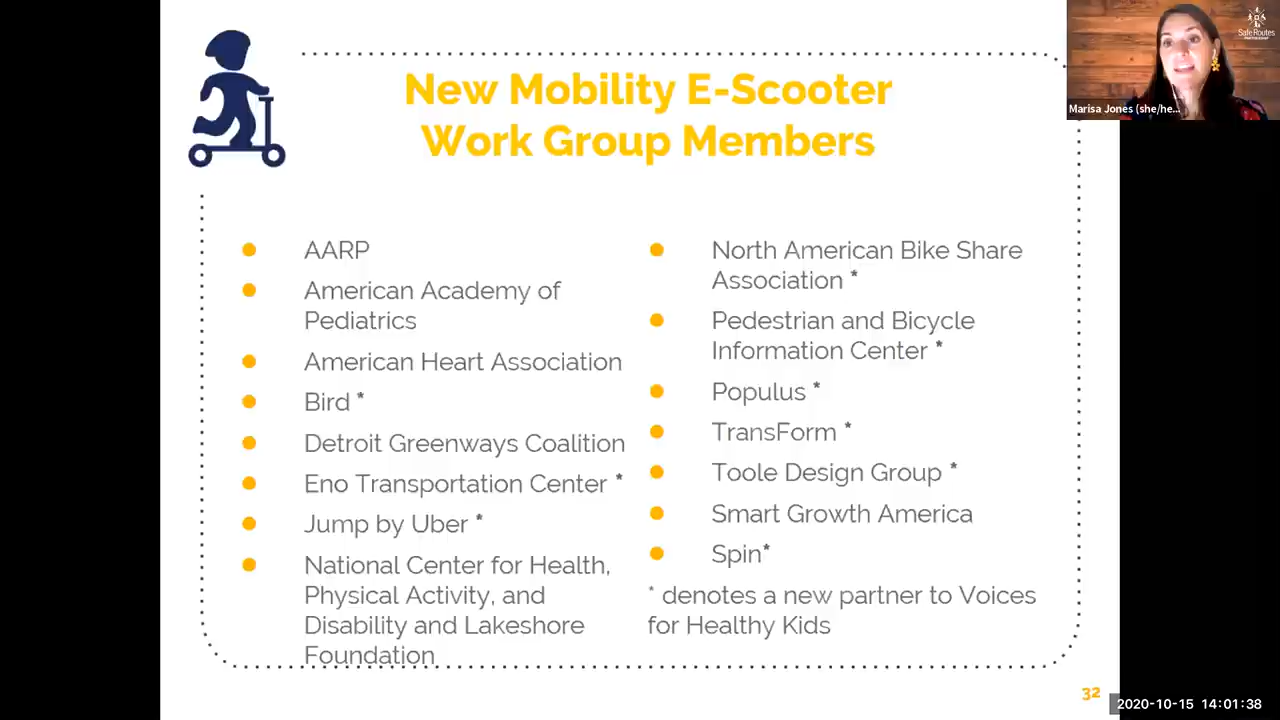 New Mobility E-Scooter
Work Group Members
AARP
American Academy of
Pediatrics
American Heart Association
Bird *
Detroit Greenways Coalition
Eno Transportation Center *
Jump by Uber *
National Center for Health,
Physical Activity, and
Disability and Lakeshore
Foundation
North American Bike Share
Association *
Pedestrian and Bicycle
Information Center *
Populus *
TransForm *
Toole Design Group *
Smart Growth America
Spin*
* denotes a new partner to Voices
for Healthy Kids
32
Safe Routes
Marisa Jones (she/he...
2020-10-15 14:01:38